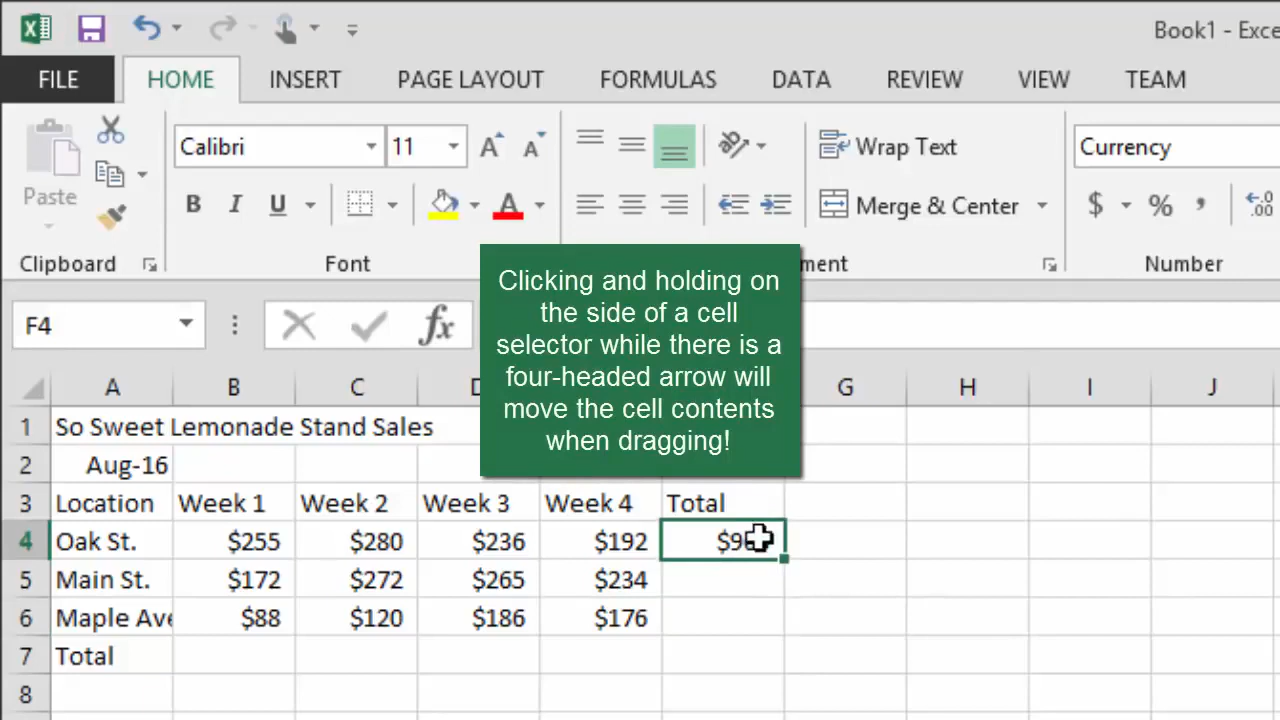 Book1 - Exce
FILE HOME INSERT PAGE LAYOUT FORMULAS DATA REVIEW VIEW TEAM
Calibri 11 Wrap Text Currency
Paste
B I U A Merge & Center $ % ,
Clipboard Font Number
Clicking and holding on
the side of a cell
selector while there is a
four-headed arrow will
move the cell contents
when dragging!
F4 fx
A B C G H I J
1 So Sweet Lemonade Stand Sales
2 Aug-16
3 Location Week 1 Week 2 Week 3 Week 4 Total
4 Oak St. $255 $280 $236 $192
5 Main St. $172 $272 $265 $234
6 Maple Ave $88 $120 $186 $176
7 Total
8